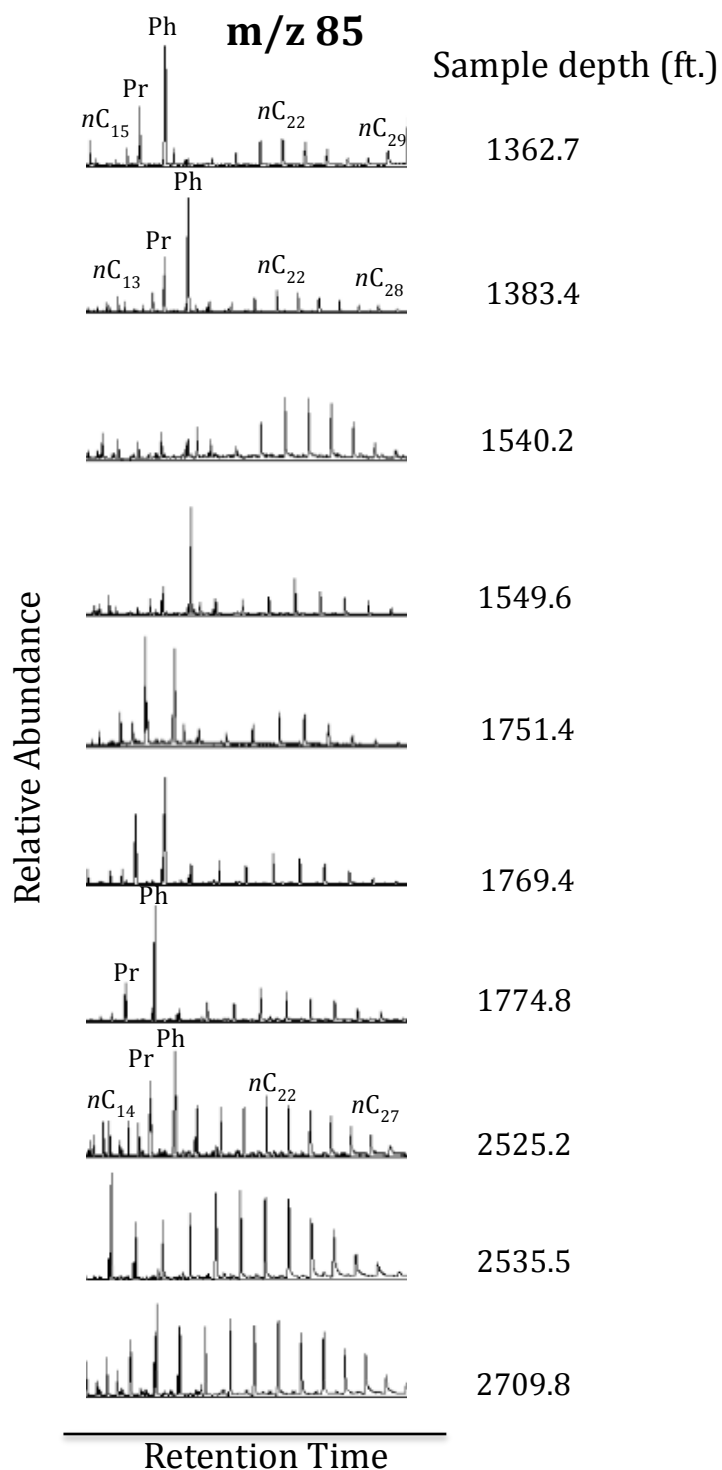 m/z 85
Sample depth (ft.)
Ph
Pr
nC15
nC22
nC29
1362.7
Ph
Pr
nC13
nC22
nC28
1383.4
1540.2
1549.6
1751.4
1769.4
Ph
Pr
1774.8
Ph
Pr
nC14
nC22
nC27
2525.2
2535.5
2709.8
Relative Abundance
Retention Time